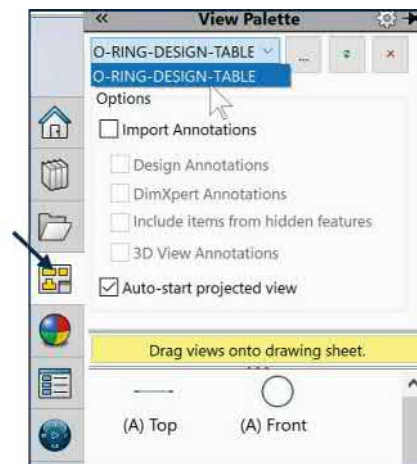 View Palette
O-RING-DESIGN-TABLE
...
O-RING-DESIGN-TABLE
Options
Import Annotations
Design Annotations
DimXpert Annotations
Include items from hidden features
3D View Annotations
Auto-start projected view
Drag views onto drawing sheet.
(A) Top (A) Front